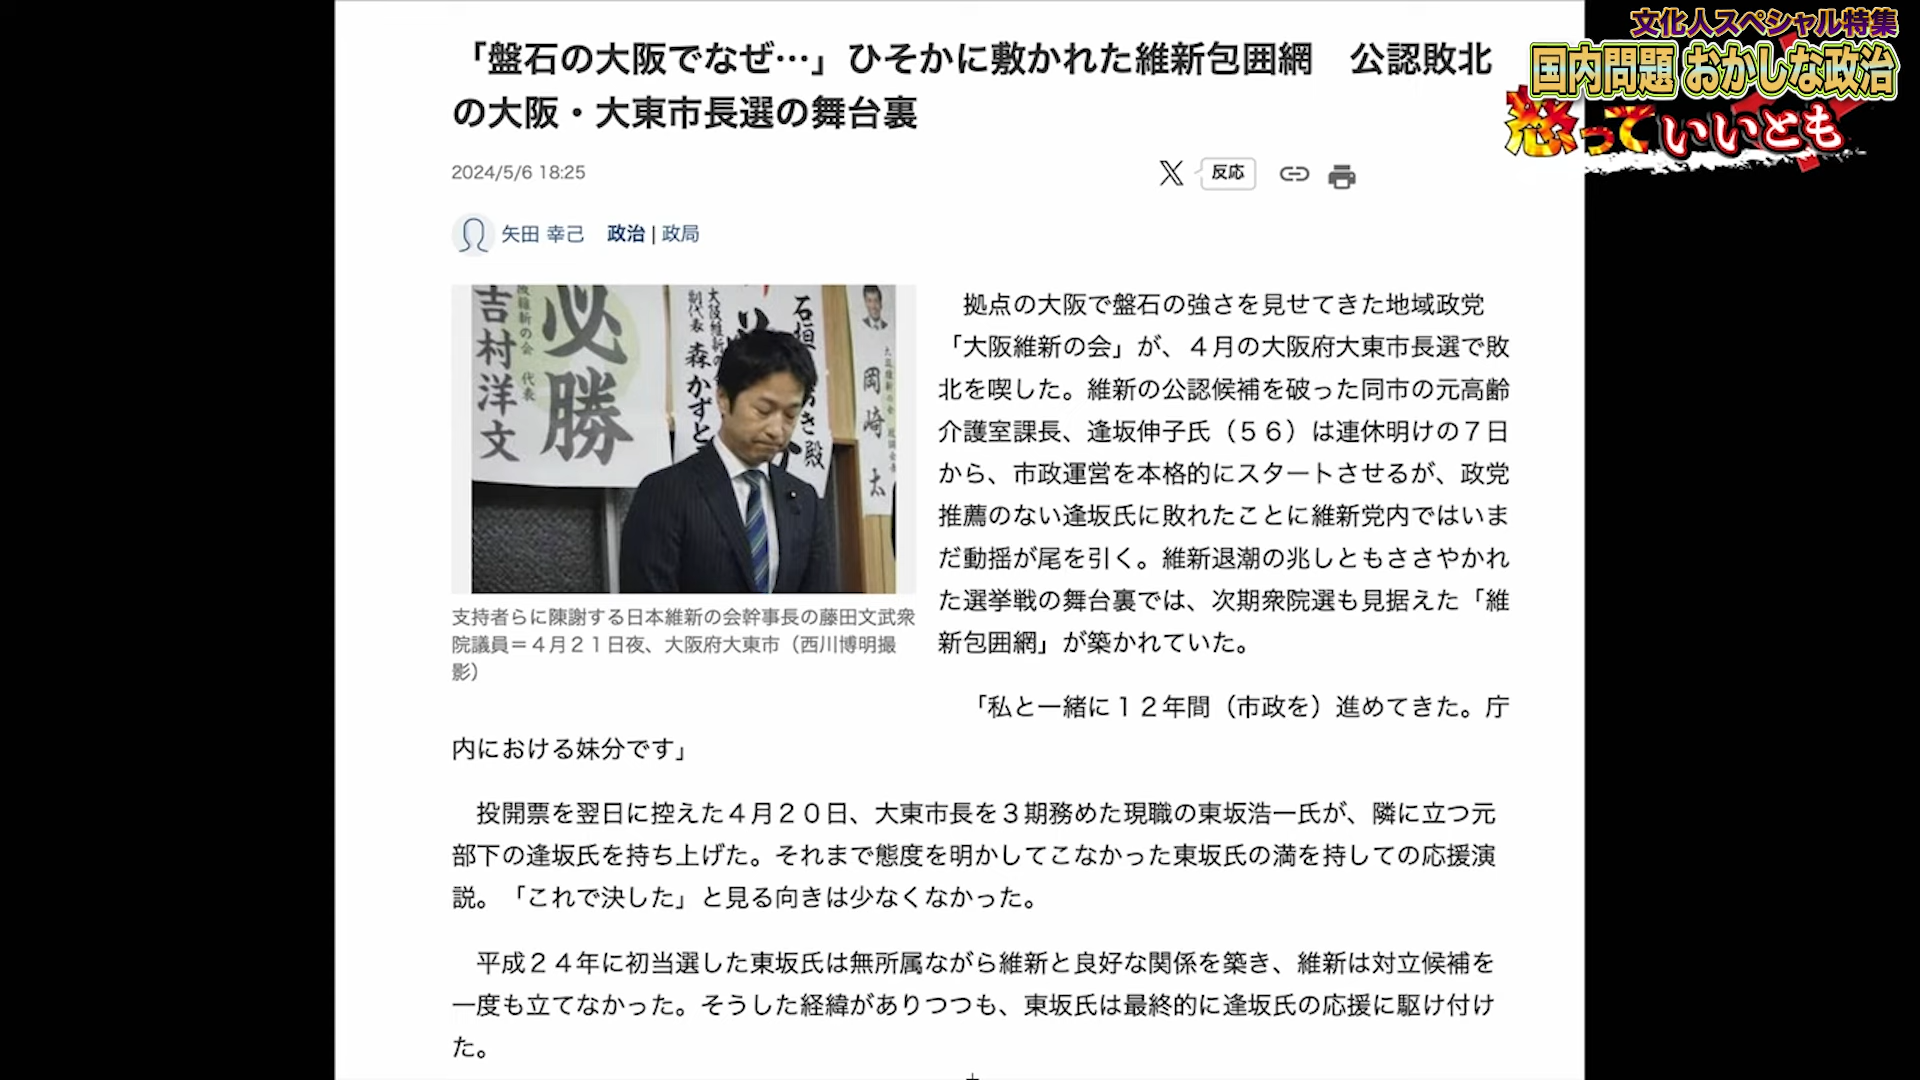 文化人スペシャル特集
国内問題 おかしな政治
怒っていいとも
「盤石の大阪でなぜ…」ひそかに敷かれた維新包囲網　公認敗北
の大阪・大東市長選の舞台裏
2024/5/6 18:25
X 反応
矢田 幸己 政治 | 政局
必勝
吉村洋文
維新の会 代表
大阪維新の
副代表 森かずと
石垣
殿
大阪維新の会
岡崎太
拠点の大阪で盤石の強さを見せてきた地域政党
「大阪維新の会」が、４月の大阪府大東市長選で敗
北を喫した。維新の公認候補を破った同市の元高齢
介護室課長、逢坂伸子氏（５６）は連休明けの７日
から、市政運営を本格的にスタートさせるが、政党
推薦のない逢坂氏に敗れたことに維新党内ではいま
だ動揺が尾を引く。維新退潮の兆しともささやかれ
た選挙戦の舞台裏では、次期衆院選も見据えた「維
新包囲網」が築かれていた。
支持者らに陳謝する日本維新の会幹事長の藤田文武衆
院議員＝４月２１日夜、大阪府大東市（西川博明撮
影）
「私と一緒に１２年間（市政を）進めてきた。庁
内における妹分です」
投開票を翌日に控えた４月２０日、大東市長を３期務めた現職の東坂浩一氏が、隣に立つ元
部下の逢坂氏を持ち上げた。それまで態度を明かしてこなかった東坂氏の満を持しての応援演
説。「これで決した」と見る向きは少なくなかった。
平成２４年に初当選した東坂氏は無所属ながら維新と良好な関係を築き、維新は対立候補を
一度も立てなかった。そうした経緯がありつつも、東坂氏は最終的に逢坂氏の応援に駆け付け
た。